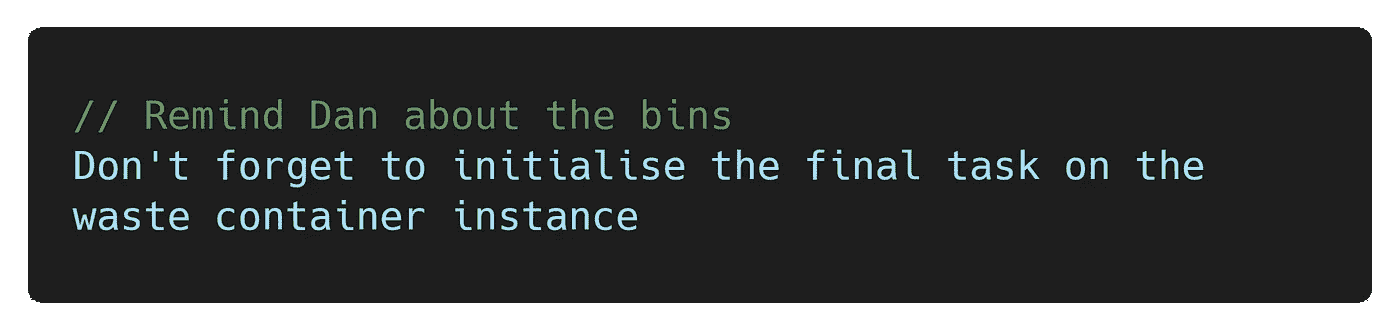 // Remind Dan about the bins
Don't forget to initialise the final task on the
waste container instance